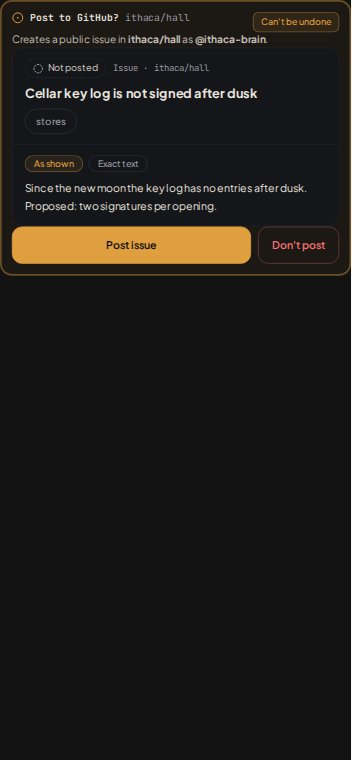 Post to GitHub? ithaca/hall
Can't be undone
Creates a public issue in ithaca/hall as @ithaca-brain.
Not posted Issue · ithaca/hall
Cellar key log is not signed after dusk
stores
As shown Exact text
Since the new moon the key log has no entries after dusk.
Proposed: two signatures per opening.
Post issue Don't post